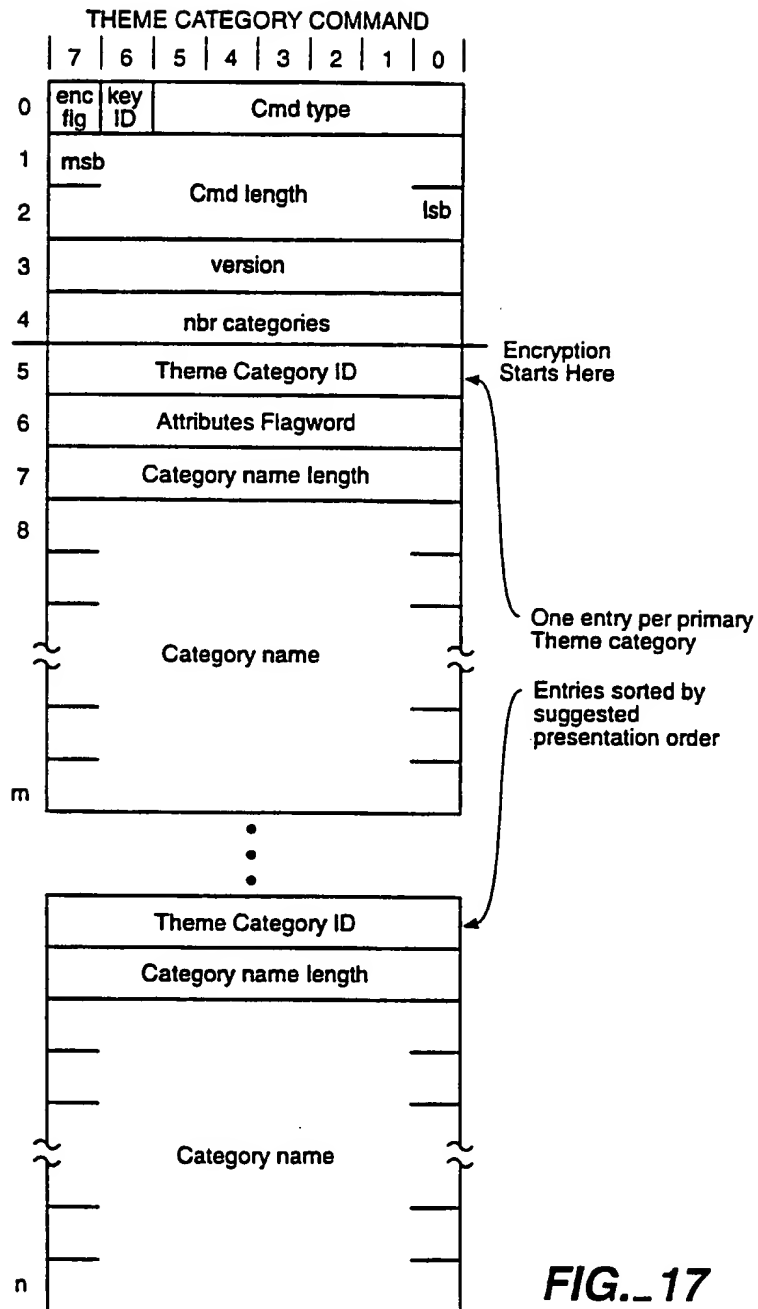 THEME CATEGORY COMMAND
7 6 5 4 3 2 1 0
0 enc flg key ID Cmd type
1 msb
Cmd length
2 lsb
3 version
4 nbr categories
Encryption
Starts Here
5 Theme Category ID
6 Attributes Flagword
7 Category name length
8
One entry per primary
Theme category
Category name
Entries sorted by
suggested
presentation order
m
Theme Category ID
Category name length
Category name
n
FIG._17